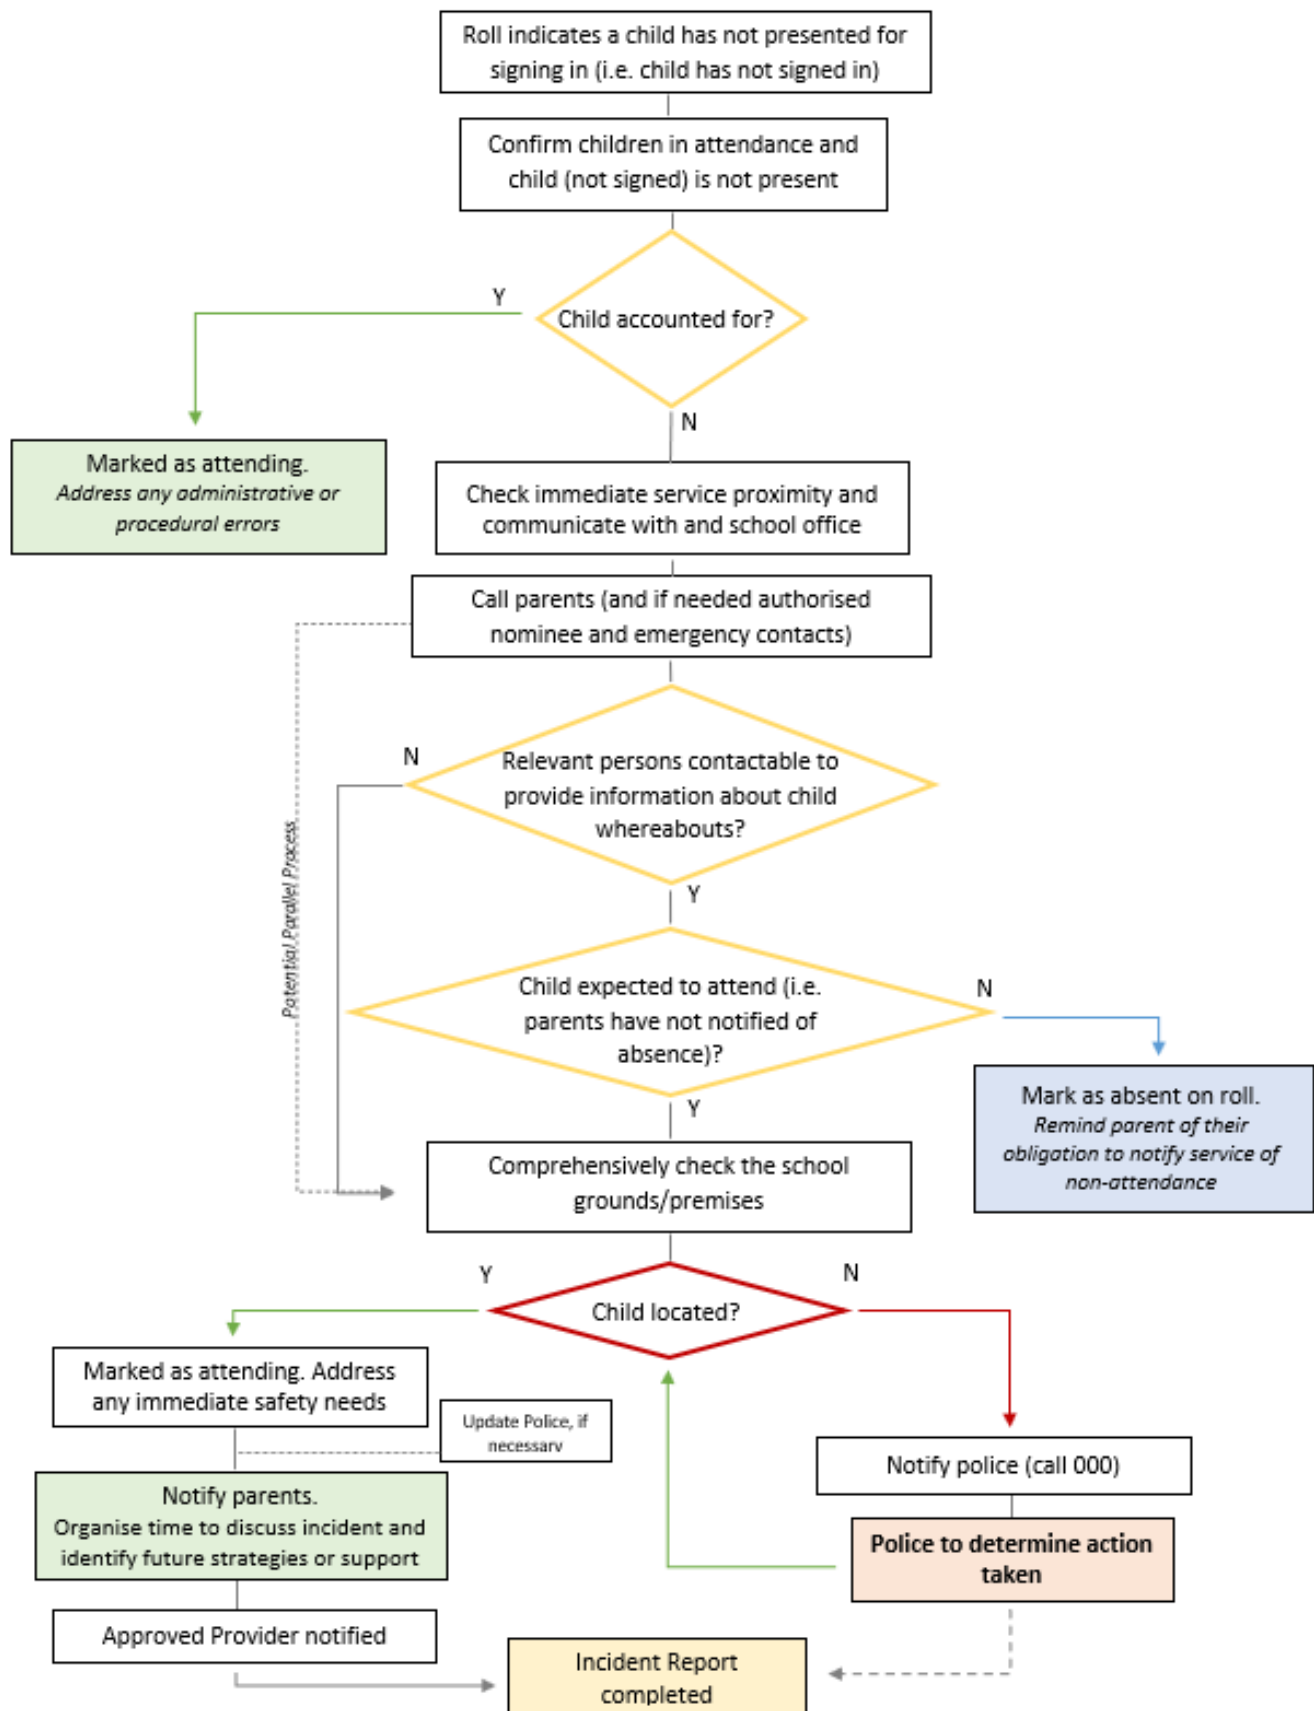 Roll indicates a child has not presented for
signing in (i.e. child has not signed in)
Confirm children in attendance and
child (not signed) is not present
Y
Child accounted for?
N
Marked as attending.
Address any administrative or
procedural errors
Check immediate service proximity and
communicate with and school office
Call parents (and if needed authorised
nominee and emergency contacts)
Potential Parallel Process
N
Relevant persons contactable to
provide information about child
whereabouts?
Y
Child expected to attend (i.e.
parents have not notified of
absence)?
N
Y
Mark as absent on roll.
Remind parent of their
obligation to notify service of
non-attendance
Comprehensively check the school
grounds/premises
Y
N
Child located?
Marked as attending. Address
any immediate safety needs
Update Police, if
necessary
Notify police (call 000)
Notify parents.
Organise time to discuss incident and
identify future strategies or support
Police to determine action
taken
Approved Provider notified
Incident Report
completed